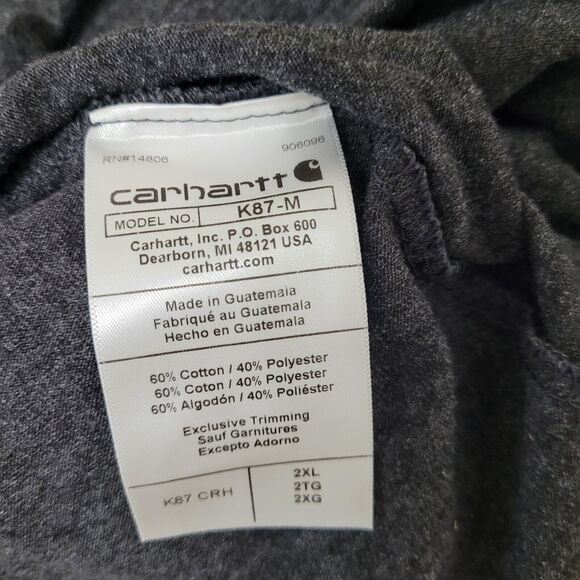 RN#14806 906096
carhartt
MODEL NO. K87-M
Carhartt, Inc. P.O. Box 600
Dearborn, MI 48121 USA
carhartt.com
Made in Guatemala
Fabriqué au Guatemala
Hecho en Guatemala
60% Cotton / 40% Polyester
60% Coton / 40% Polyester
60% Algodón / 40% Poliéster
Exclusive Trimming
Sauf Garnitures
Excepto Adorno
K87 CRH 2XL
2TG
2XG